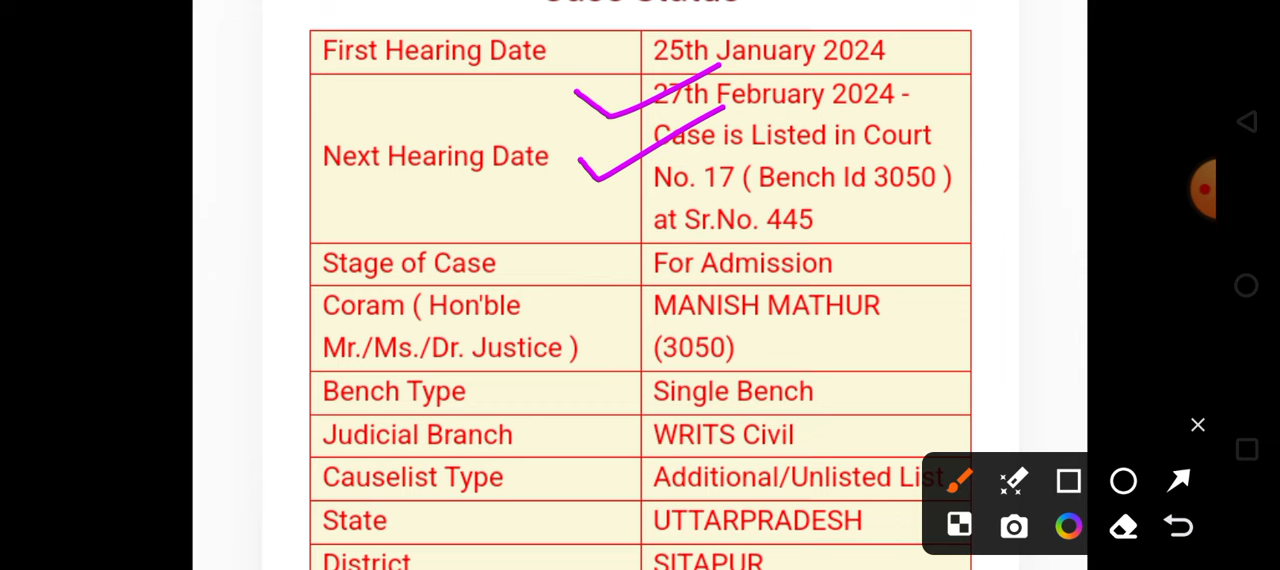 Case Status
First Hearing Date
25th January 2024
Next Hearing Date
27th February 2024 -
Case is Listed in Court
No. 17 ( Bench Id 3050 )
at Sr.No. 445
Stage of Case
For Admission
Coram ( Hon'ble
Mr./Ms./Dr. Justice )
MANISH MATHUR
(3050)
Bench Type
Single Bench
Judicial Branch
WRITS Civil
Causelist Type
Additional/Unlisted List
State
UTTARPRADESH
District
SITAPUR